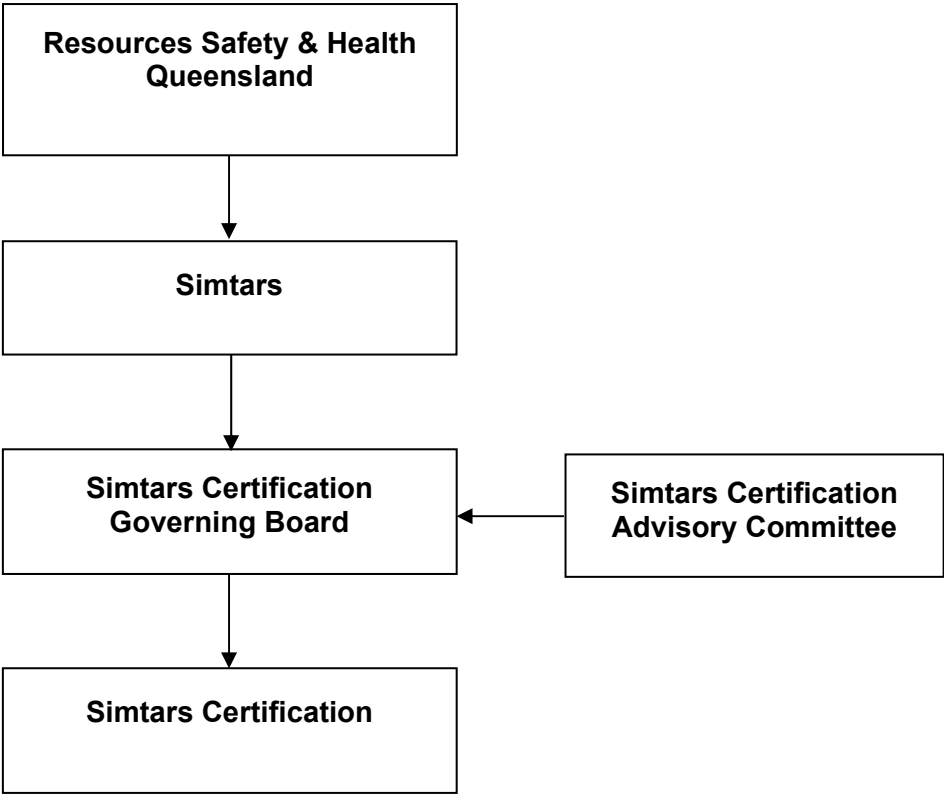 Resources Safety & Health
Queensland
Simtars
Simtars Certification
Governing Board
Simtars Certification
Advisory Committee
Simtars Certification